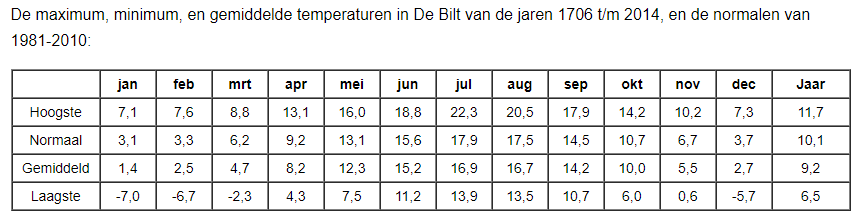 De maximum, minimum, en gemiddelde temperaturen in De Bilt van de jaren 1706 t/m 2014, en de normalen van
1981-2010:
jan feb mrt apr mei jun jul aug sep okt nov dec Jaar
Hoogste 7,1 7,6 8,8 13,1 16,0 18,8 22,3 20,5 17,9 14,2 10,2 7,3 11,7
Normaal 3,1 3,3 6,2 9,2 13,1 15,6 17,9 17,5 14,5 10,7 6,7 3,7 10,1
Gemiddeld 1,4 2,5 4,7 8,2 12,3 15,2 16,9 16,7 14,2 10,0 5,5 2,7 9,2
Laagste -7,0 -6,7 -2,3 4,3 7,5 11,2 13,9 13,5 10,7 6,0 0,6 -5,7 6,5